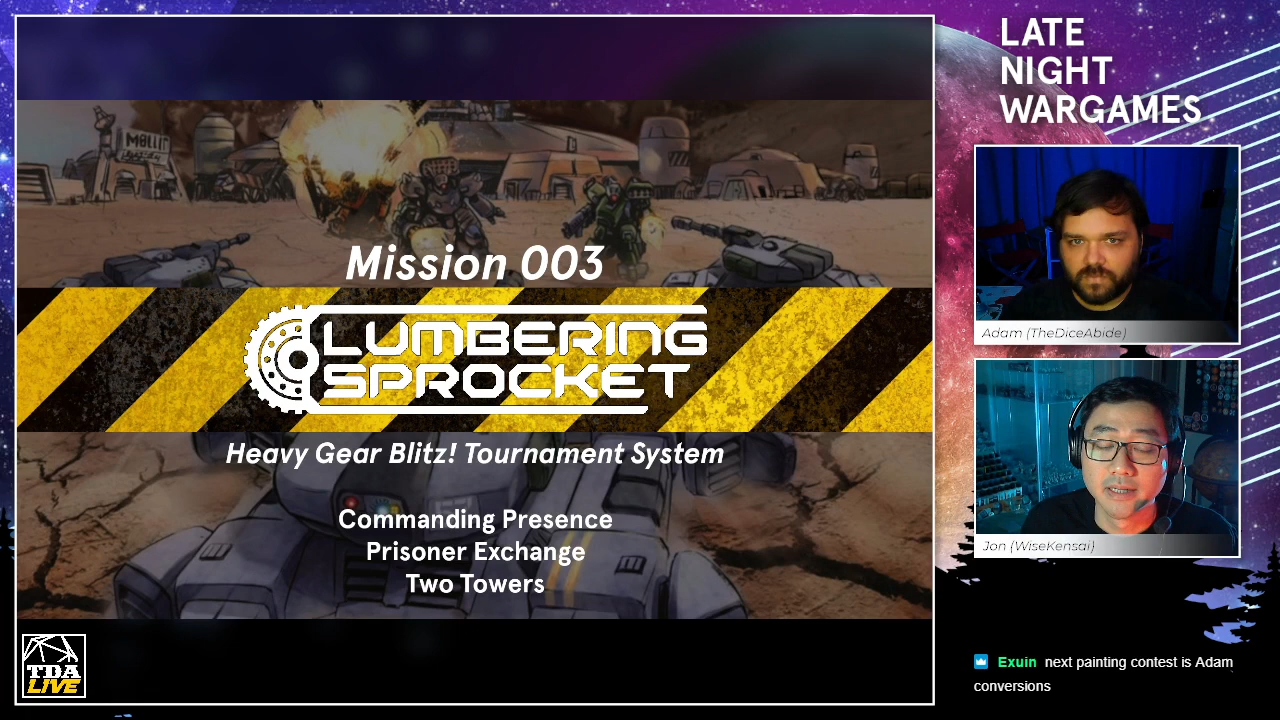 LATE
NIGHT
WARGAMES
Mission 003
LUMBERING
SPROCKET
Heavy Gear Blitz! Tournament System
Commanding Presence
Prisoner Exchange
Two Towers
Adam (TheDiceAbide)
Jon (WiseKensai)
Exuin next painting contest is Adam
conversions
TDA
LIVE